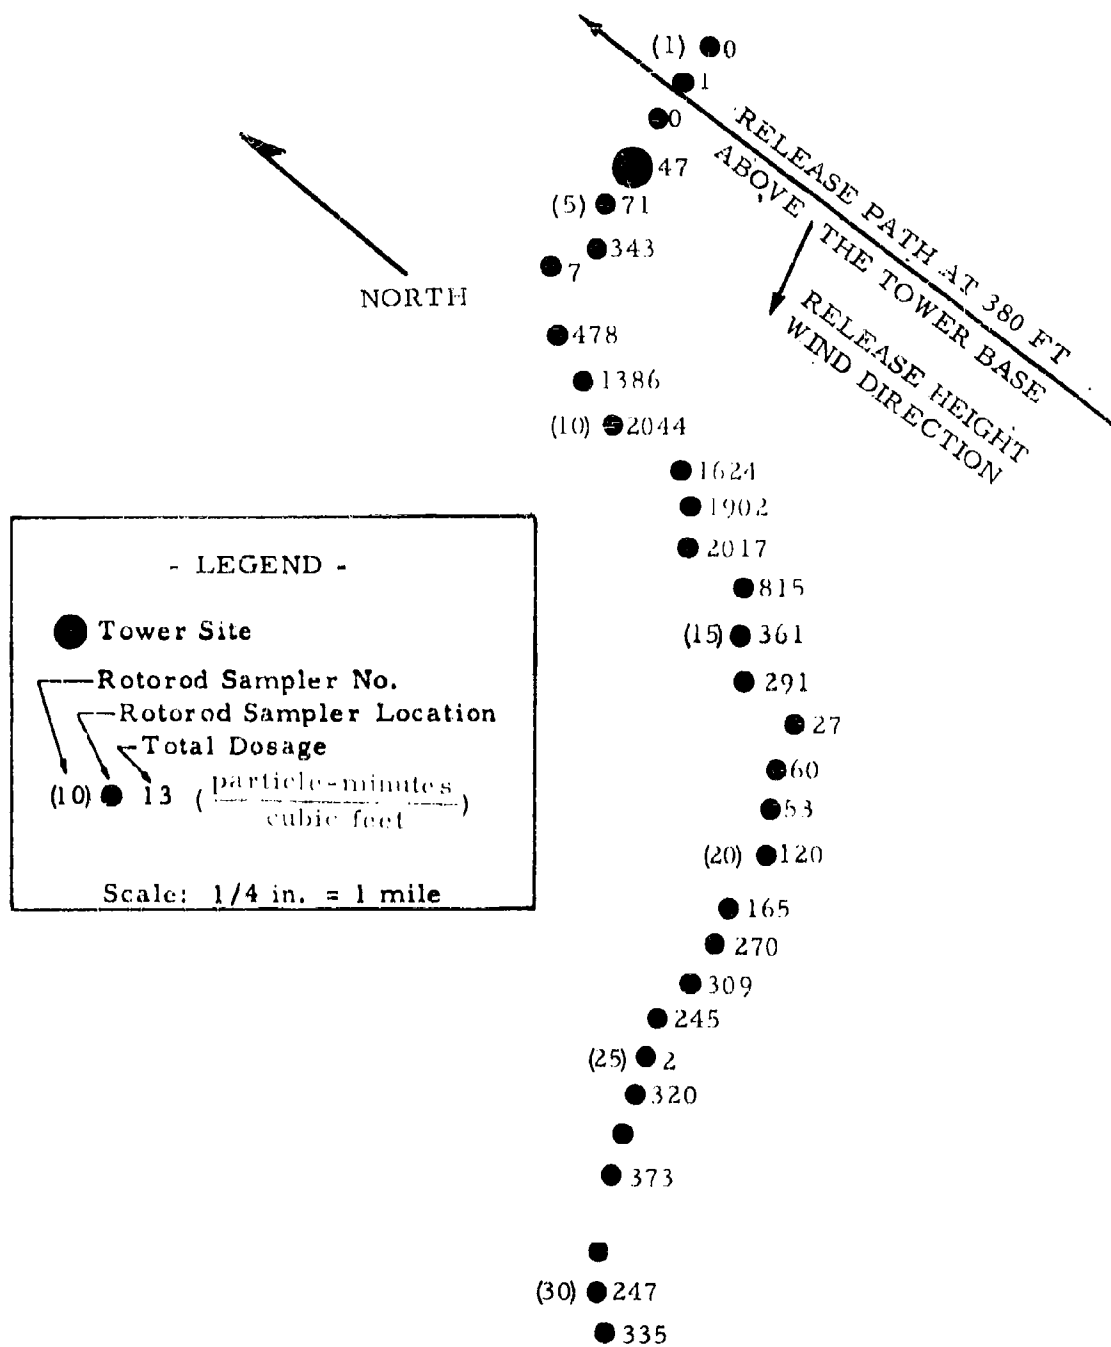 (1) 0
1
0
47
(5) 71
343
7
478
1386
(10) 2044
1624
1902
2017
815
(15) 361
291
27
60
53
(20) 120
165
270
309
245
(25) 2
320
373
(30) 247
335
NORTH
RELEASE PATH AT 380 FT
ABOVE THE TOWER BASE
RELEASE HEIGHT
WIND DIRECTION
- LEGEND -
Tower Site
Rotorod Sampler No.
Rotorod Sampler Location
Total Dosage
(10) 13 (particle-minutes
cubic feet)
Scale: 1/4 in. = 1 mile